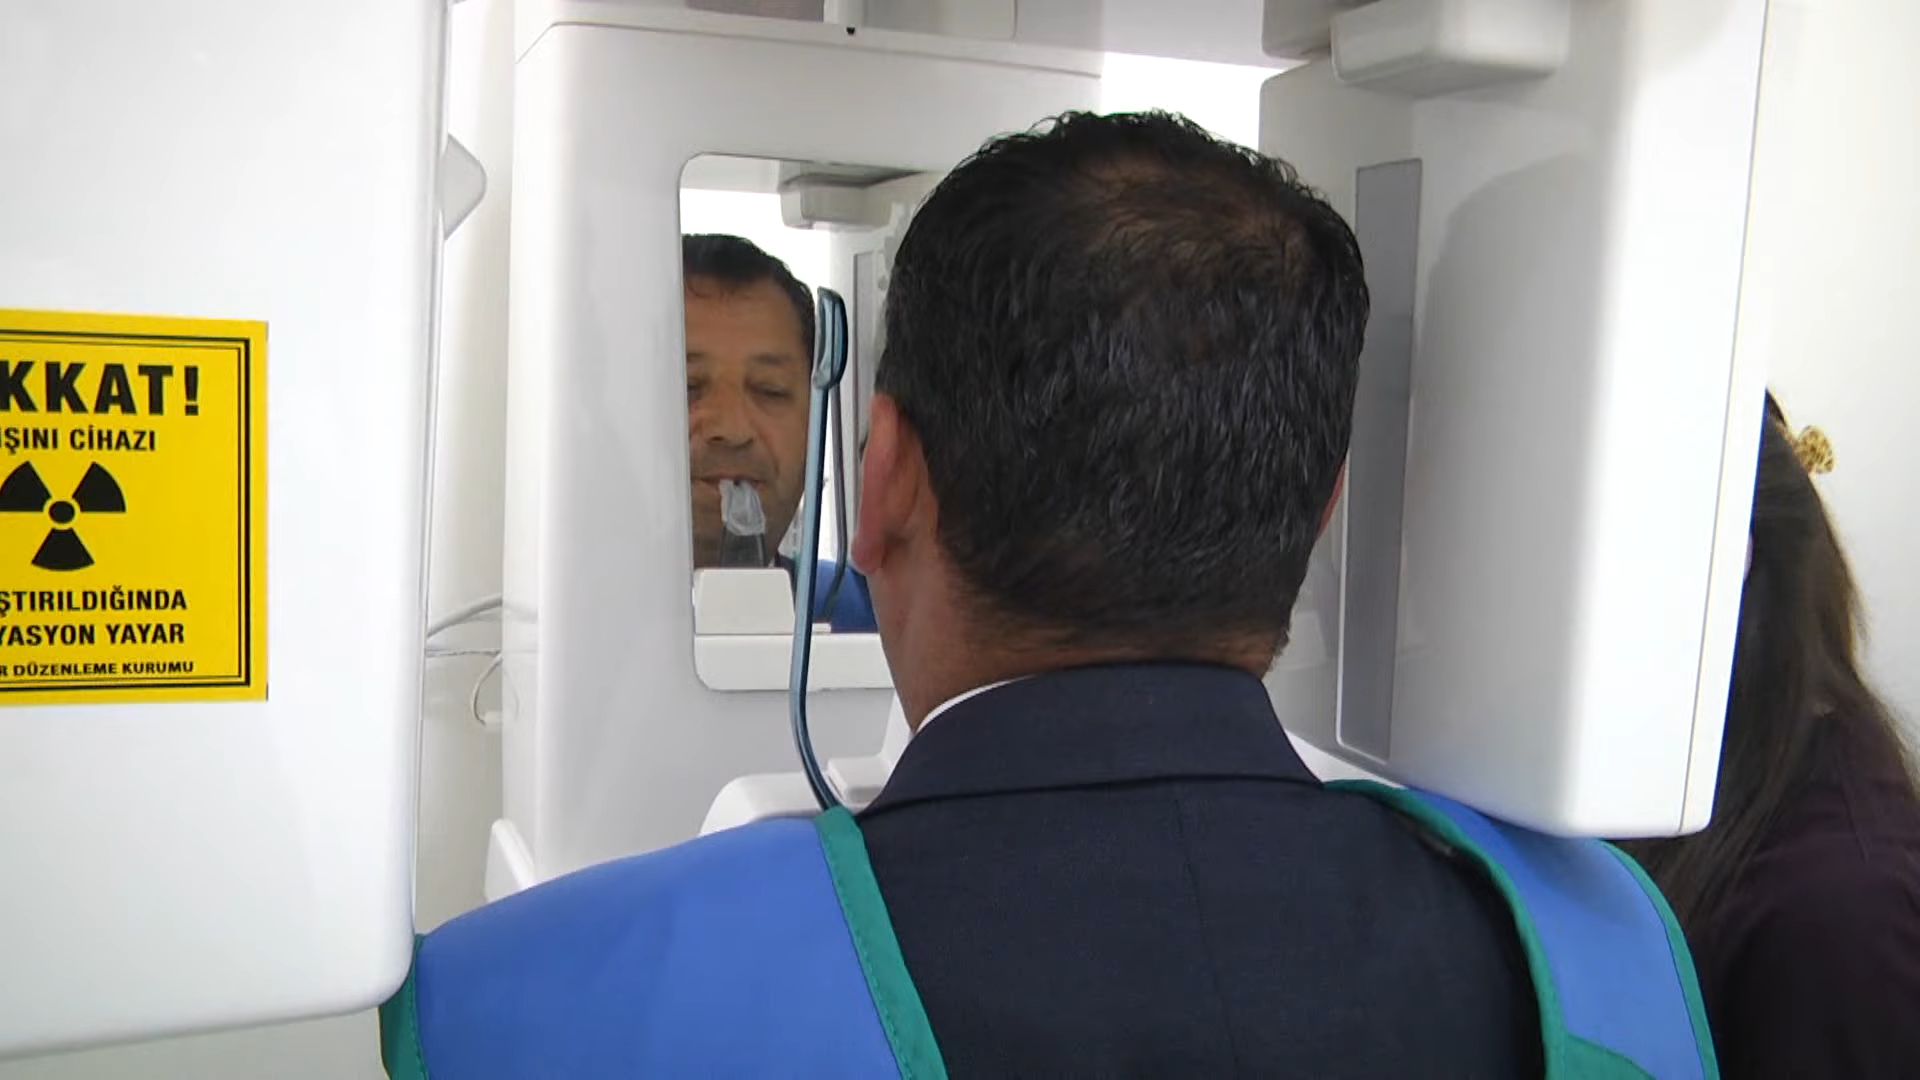 KKAT!
IŞINI CİHAZI
ŞTIRILDIĞINDA
YASYON YAYAR
R DÜZENLEME KURUMU